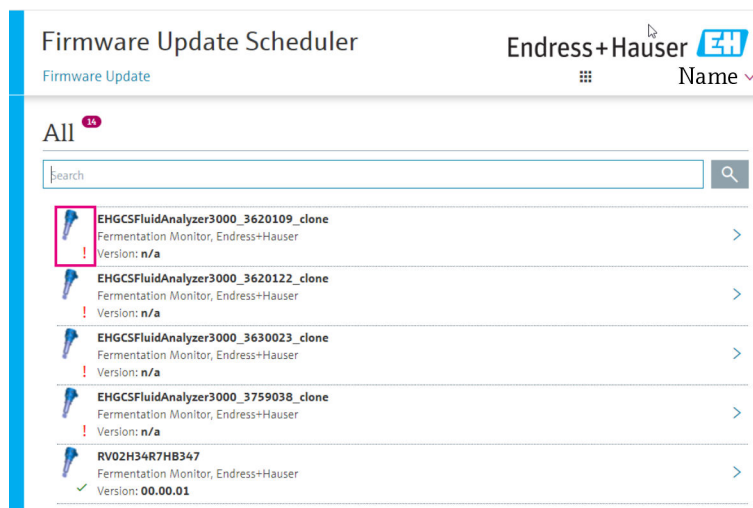 Firmware Update Scheduler
Endress+Hauser EH
Firmware Update
Name
All 14
Search
EHGCSFluidAnalyzer3000_3620109_clone
Fermentation Monitor, Endress+Hauser
! Version: n/a
EHGCSFluidAnalyzer3000_3620122_clone
Fermentation Monitor, Endress+Hauser
! Version: n/a
EHGCSFluidAnalyzer3000_3630023_clone
Fermentation Monitor, Endress+Hauser
! Version: n/a
EHGCSFluidAnalyzer3000_3759038_clone
Fermentation Monitor, Endress+Hauser
! Version: n/a
RV02H34R7HB347
Fermentation Monitor, Endress+Hauser
Version: 00.00.01